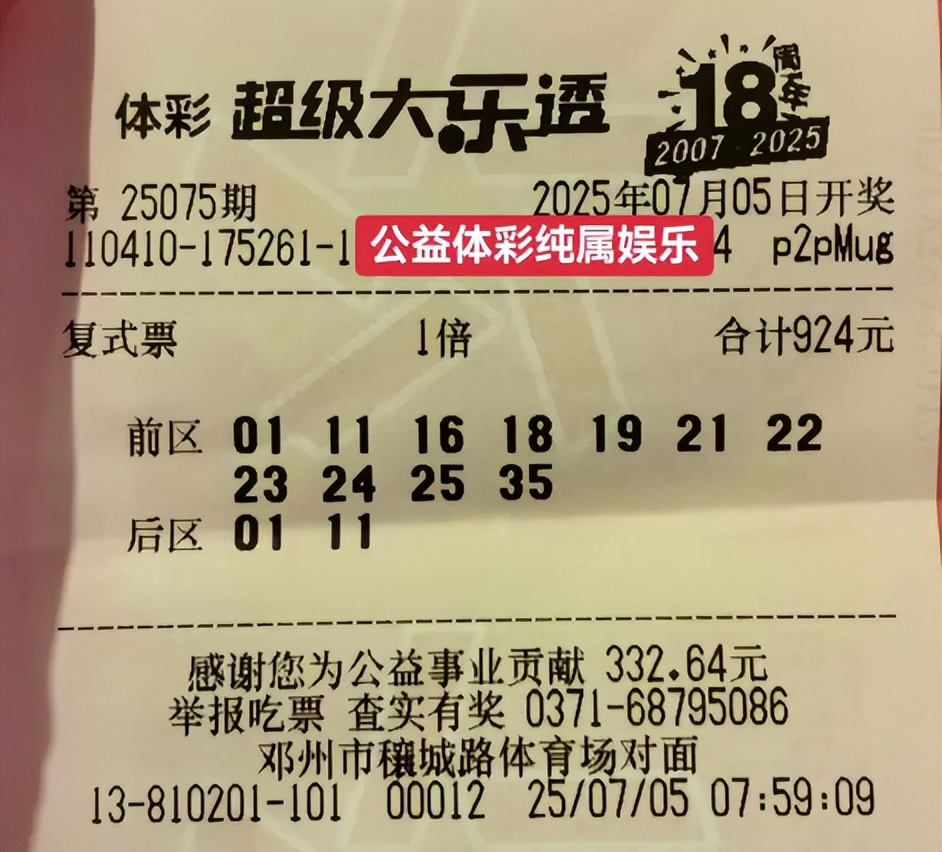 体彩 超级大乐透 18周年
2007 2025
第 25075期 2025年07月05日开奖
110410-175261-1 公益体彩纯属娱乐 4 p2pMug
复式票 1倍 合计924元
前区 01 11 16 18 19 21 22
23 24 25 35
后区 01 11
感谢您为公益事业贡献 332.64元
举报吃票 查实有奖 0371-68795086
邓州市穰城路体育场对面
13-810201-101 00012 25/07/05 07:59:09